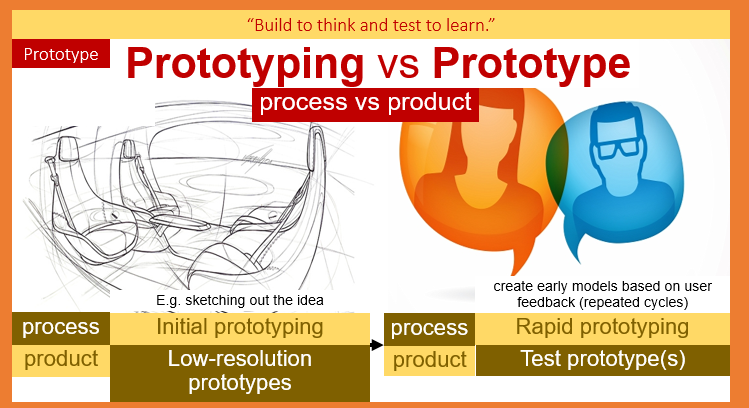 “Build to think and test to learn.”
Prototype
Prototyping vs Prototype
process vs product
E.g. sketching out the idea
create early models based on user
feedback (repeated cycles)
process
Initial prototyping
product
Low-resolution
prototypes
process
Rapid prototyping
product
Test prototype(s)